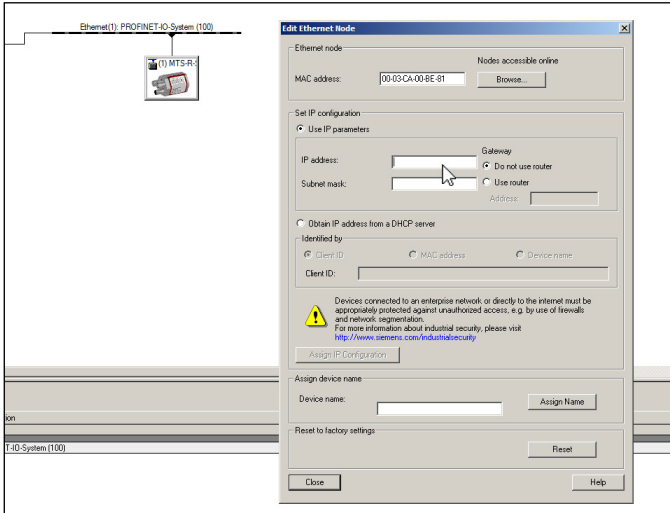 Ethernet(1): PROFINET-IO-System (100)
(1) MTS-R-
Edit Ethernet Node
Ethernet node
Nodes accessible online
MAC address:
00-03-CA-00-BE-81
Browse...
Set IP configuration
Use IP parameters
Gateway
IP address:
Do not use router
Subnet mask:
Use router
Address:
Obtain IP address from a DHCP server
Identified by
Client ID
MAC address
Device name
Client ID:
Devices connected to an enterprise network or directly to the internet must be
appropriately protected against unauthorized access, e.g. by use of firewalls
and network segmentation.
For more information about industrial security, please visit
http://www.siemens.com/industrialsecurity
Assign IP Configuration
Assign device name
Device name:
Assign Name
ion
Reset to factory settings
T-IO-System (100)
Reset
Close
Help